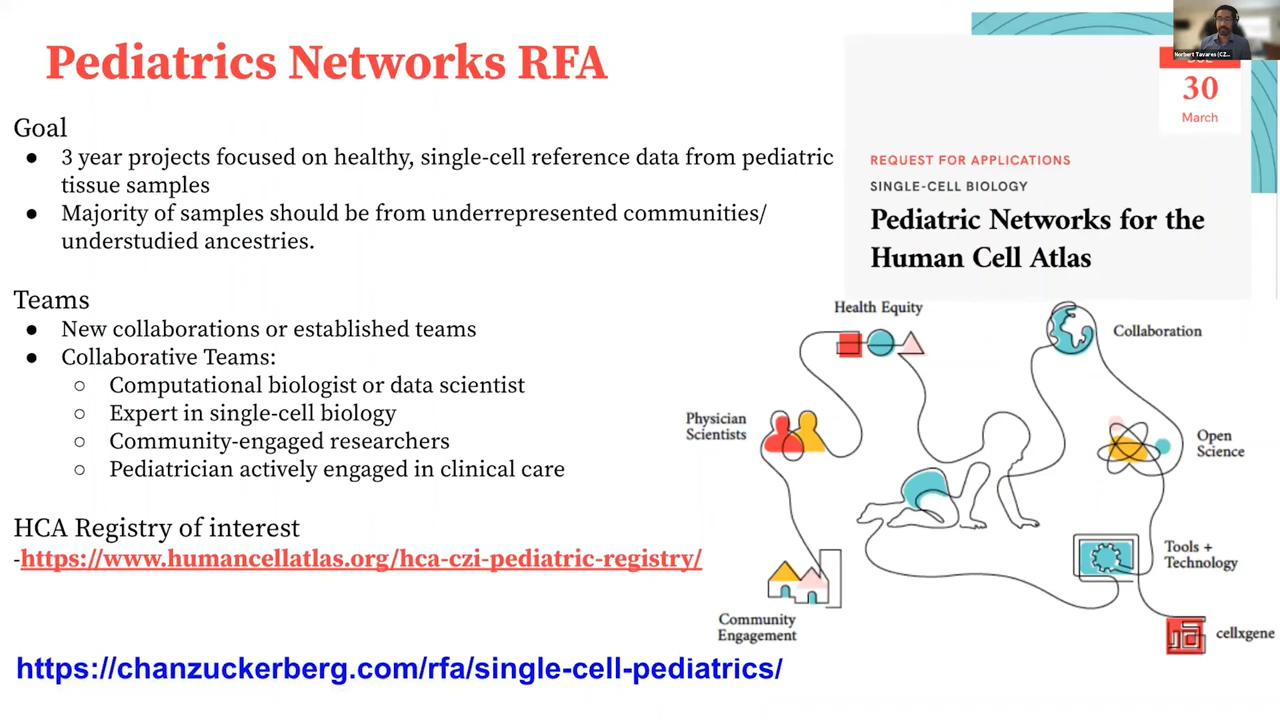 Pediatrics Networks RFA
Goal
● 3 year projects focused on healthy, single-cell reference data from pediatric
tissue samples
● Majority of samples should be from underrepresented communities/
understudied ancestries.
Teams
● New collaborations or established teams
● Collaborative Teams:
○ Computational biologist or data scientist
○ Expert in single-cell biology
○ Community-engaged researchers
○ Pediatrician actively engaged in clinical care
HCA Registry of interest
-https://www.humancellatlas.org/hca-czi-pediatric-registry/
https://chanzuckerberg.com/rfa/single-cell-pediatrics/
Norbert Tavares (CZ...
30
March
REQUEST FOR APPLICATIONS
SINGLE-CELL BIOLOGY
Pediatric Networks for the
Human Cell Atlas
Health Equity
Collaboration
Physician
Scientists
Open
Science
Tools +
Technology
Community
Engagement
cellxgene